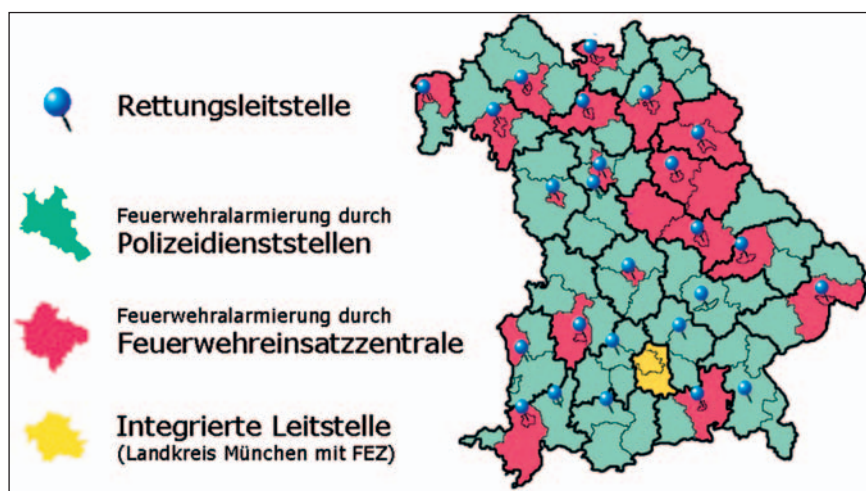 Rettungsleitstelle
Feuerwehralarmierung durch
Polizeidienststellen
Feuerwehralarmierung durch
Feuerwehreinsatzzentrale
Integrierte Leitstelle
(Landkreis München mit FEZ)